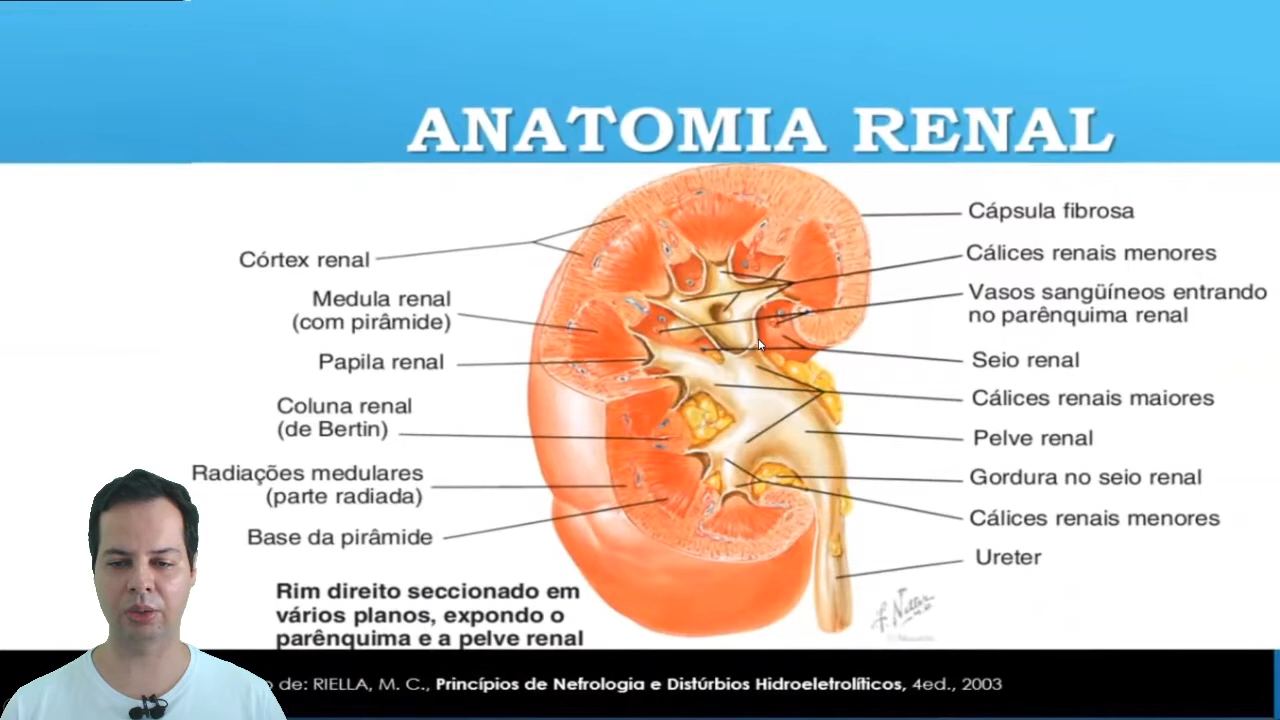 ANATOMIA RENAL
Córtex renal
Medula renal
(com pirâmide)
Papila renal
Coluna renal
(de Bertin)
Radiações medulares
(parte radiada)
Base da pirâmide
Rim direito seccionado em
vários planos, expondo o
parênquima e a pelve renal
Cápsula fibrosa
Cálices renais menores
Vasos sangüíneos entrando
no parênquima renal
Seio renal
Cálices renais maiores
Pelve renal
Gordura no seio renal
Cálices renais menores
Ureter
F. Netter
de: RIELLA, M. C., Princípios de Nefrologia e Distúrbios Hidroeletrolíticos, 4ed., 2003